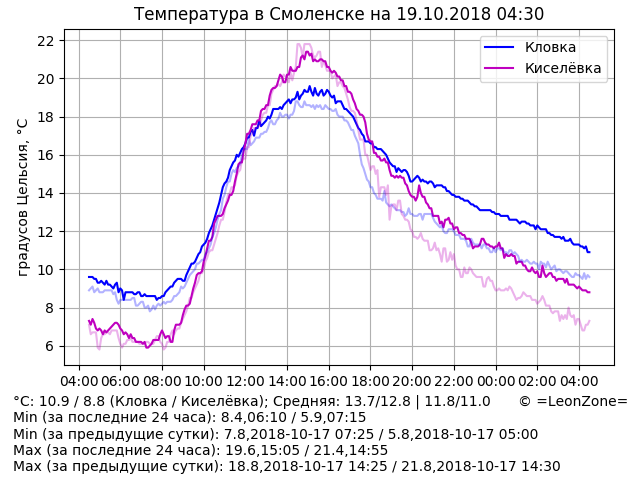 Температура в Смоленске на 19.10.2018 04:30
градусов Цельсия, °C
22
20
18
16
14
12
10
8
6
Кловка
Киселёвка
04:00 06:00 08:00 10:00 12:00 14:00 16:00 18:00 20:00 22:00 00:00 02:00 04:00
°C: 10.9 / 8.8 (Кловка / Киселёвка); Средняя: 13.7/12.8 | 11.8/11.0 © =LeonZone=
Min (за последние 24 часа): 8.4,06:10 / 5.9,07:15
Min (за предыдущие сутки): 7.8,2018-10-17 07:25 / 5.8,2018-10-17 05:00
Max (за последние 24 часа): 19.6,15:05 / 21.4,14:55
Max (за предыдущие сутки): 18.8,2018-10-17 14:25 / 21.8,2018-10-17 14:30